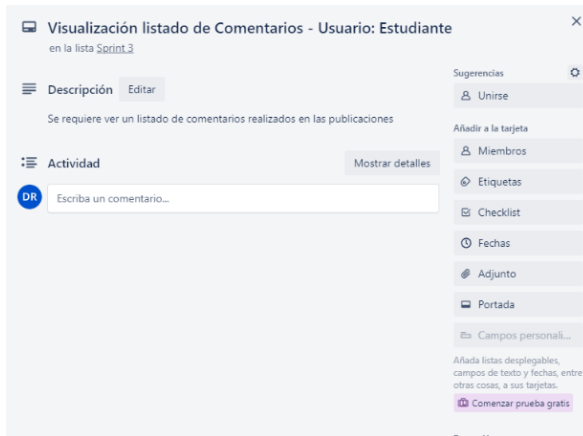 Visualización listado de Comentarios - Usuario: Estudiante
en la lista Sprint 3
Descripción
Editar
Se requiere ver un listado de comentarios realizados en las publicaciones
Actividad
Mostrar detalles
DR
Escriba un comentario...
Sugerencias
Unirse
Añadir a la tarjeta
Miembros
Etiquetas
Checklist
Fechas
Adjunto
Portada
Campos personali...
Añada listas desplegables,
campos de texto y fechas, entre
otras cosas, a sus tarjetas.
Comenzar prueba gratis